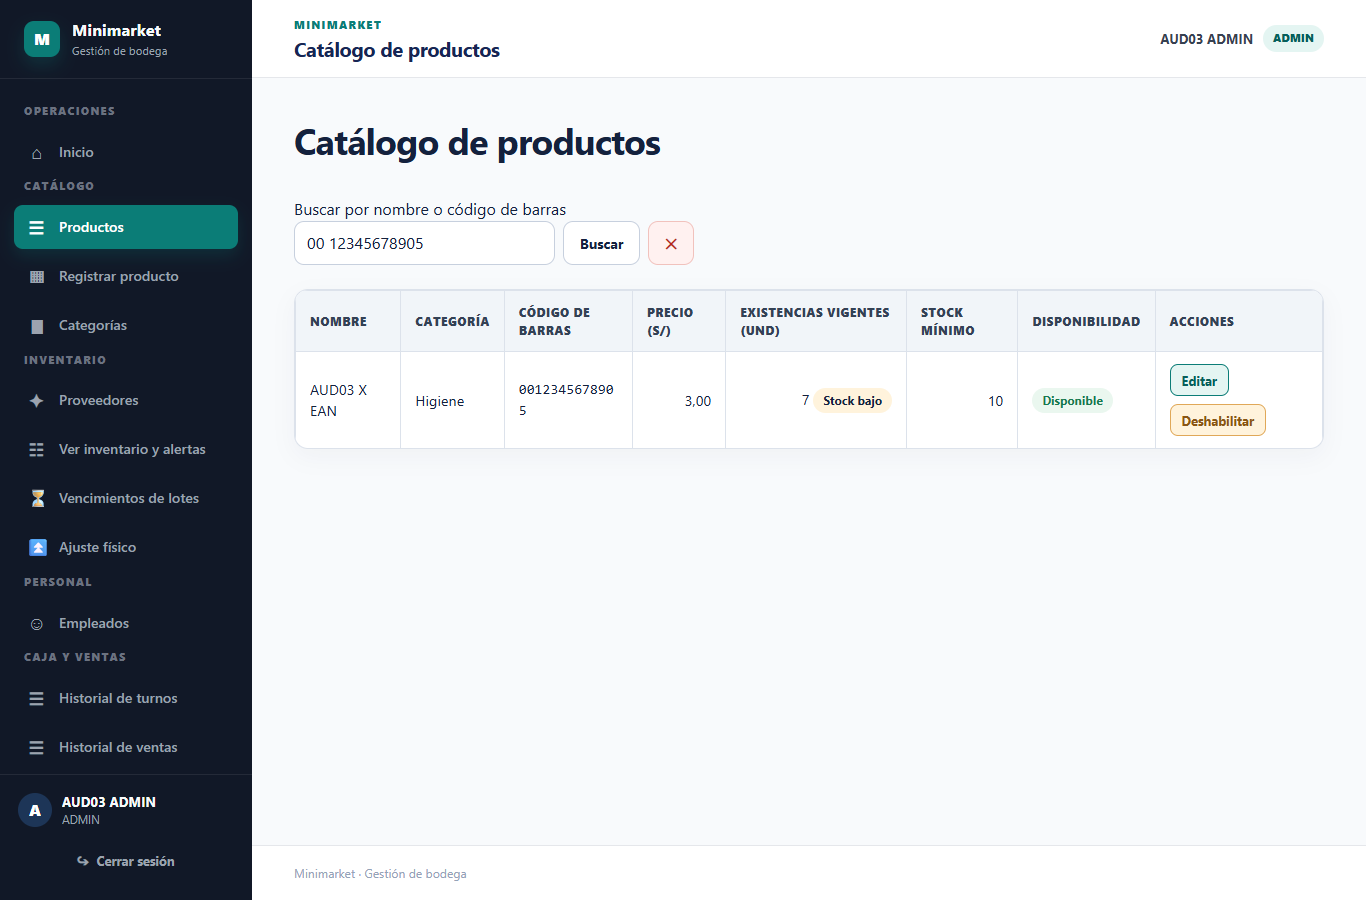 M
Minimarket
Gestión de bodega
OPERACIONES
Inicio
CATÁLOGO
Productos
Registrar producto
Categorías
INVENTARIO
Proveedores
Ver inventario y alertas
Vencimientos de lotes
Ajuste físico
PERSONAL
Empleados
CAJA Y VENTAS
Historial de turnos
Historial de ventas
A
AUD03 ADMIN
ADMIN
Cerrar sesión
MINIMARKET
Catálogo de productos
AUD03 ADMIN ADMIN
Catálogo de productos
Buscar por nombre o código de barras
00 12345678905 Buscar ✕
NOMBRE CATEGORÍA CÓDIGO DE BARRAS PRECIO (S/) EXISTENCIAS VIGENTES (UND) STOCK MÍNIMO DISPONIBILIDAD ACCIONES
AUD03 X
EAN
Higiene
001234567890
5
3,00
7 Stock bajo
10
Disponible
Editar
Deshabilitar
Minimarket · Gestión de bodega